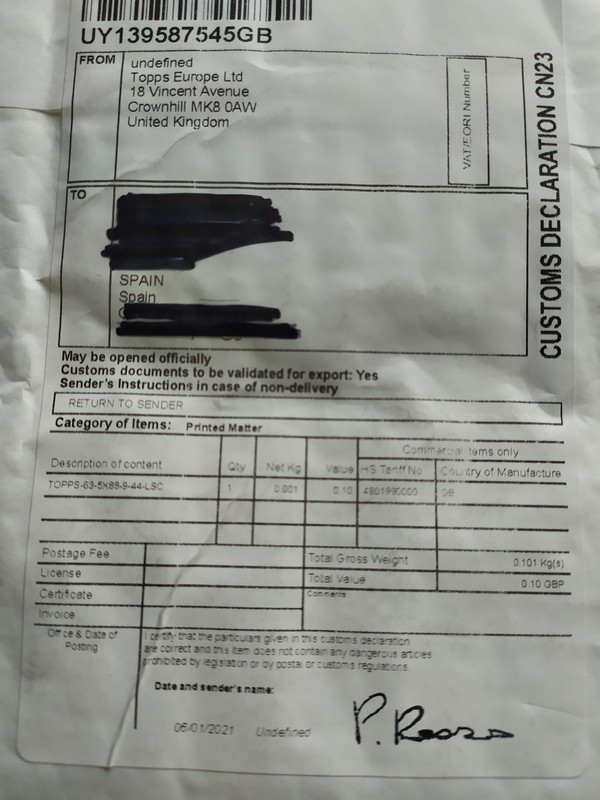 UY139587545GB
FROM
undefined
Topps Europe Ltd
18 Vincent Avenue
Crownhill MK8 0AW
United Kingdom
VAT/EORI Number
CUSTOMS DECLARATION CN23
TO
SPAIN
Spain
May be opened officially
Customs documents to be validated for export: Yes
Sender's Instructions in case of non-delivery
RETURN TO SENDER
Category of Items: Printed Matter
Commercial items only
Description of content Qty Net Kg Value HS Tariff No Country of Manufacture
TOPPS-63-5X88-9-44-LSC 1 0.001 0.10 GB
Postage Fee
License
Certificate
Invoice
Total Gross Weight 0.101 Kg(s)
Total Value 0.10 GBP
Comments
Office & Date of
Posting
I certify that the particulars given in this customs declaration
are correct and this item does not contain any dangerous articles
prohibited by legislation or by postal or customs regulations.
Date and sender's name:
06/01/2021 Undefined